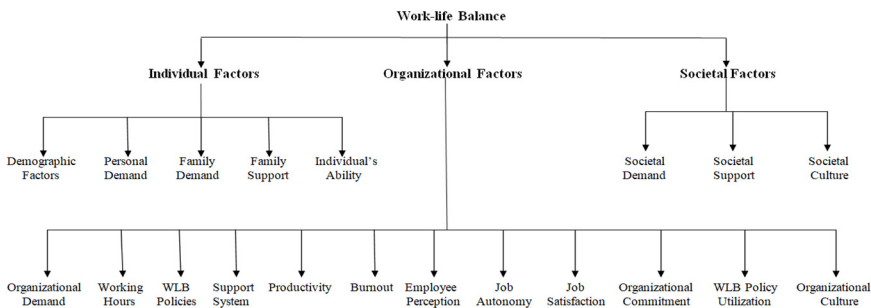 Work-life Balance
Individual Factors
Organizational Factors
Societal Factors
Demographic
Factors
Personal
Demand
Family
Demand
Family
Support
Individual's
Ability
Societal
Demand
Societal
Support
Societal
Culture
Organizational
Demand
Working
Hours
WLB
Policies
Support
System
Productivity
Burnout
Employee
Perception
Job
Autonomy
Job
Satisfaction
Organizational
Commitment
WLB Policy
Utilization
Organizational
Culture